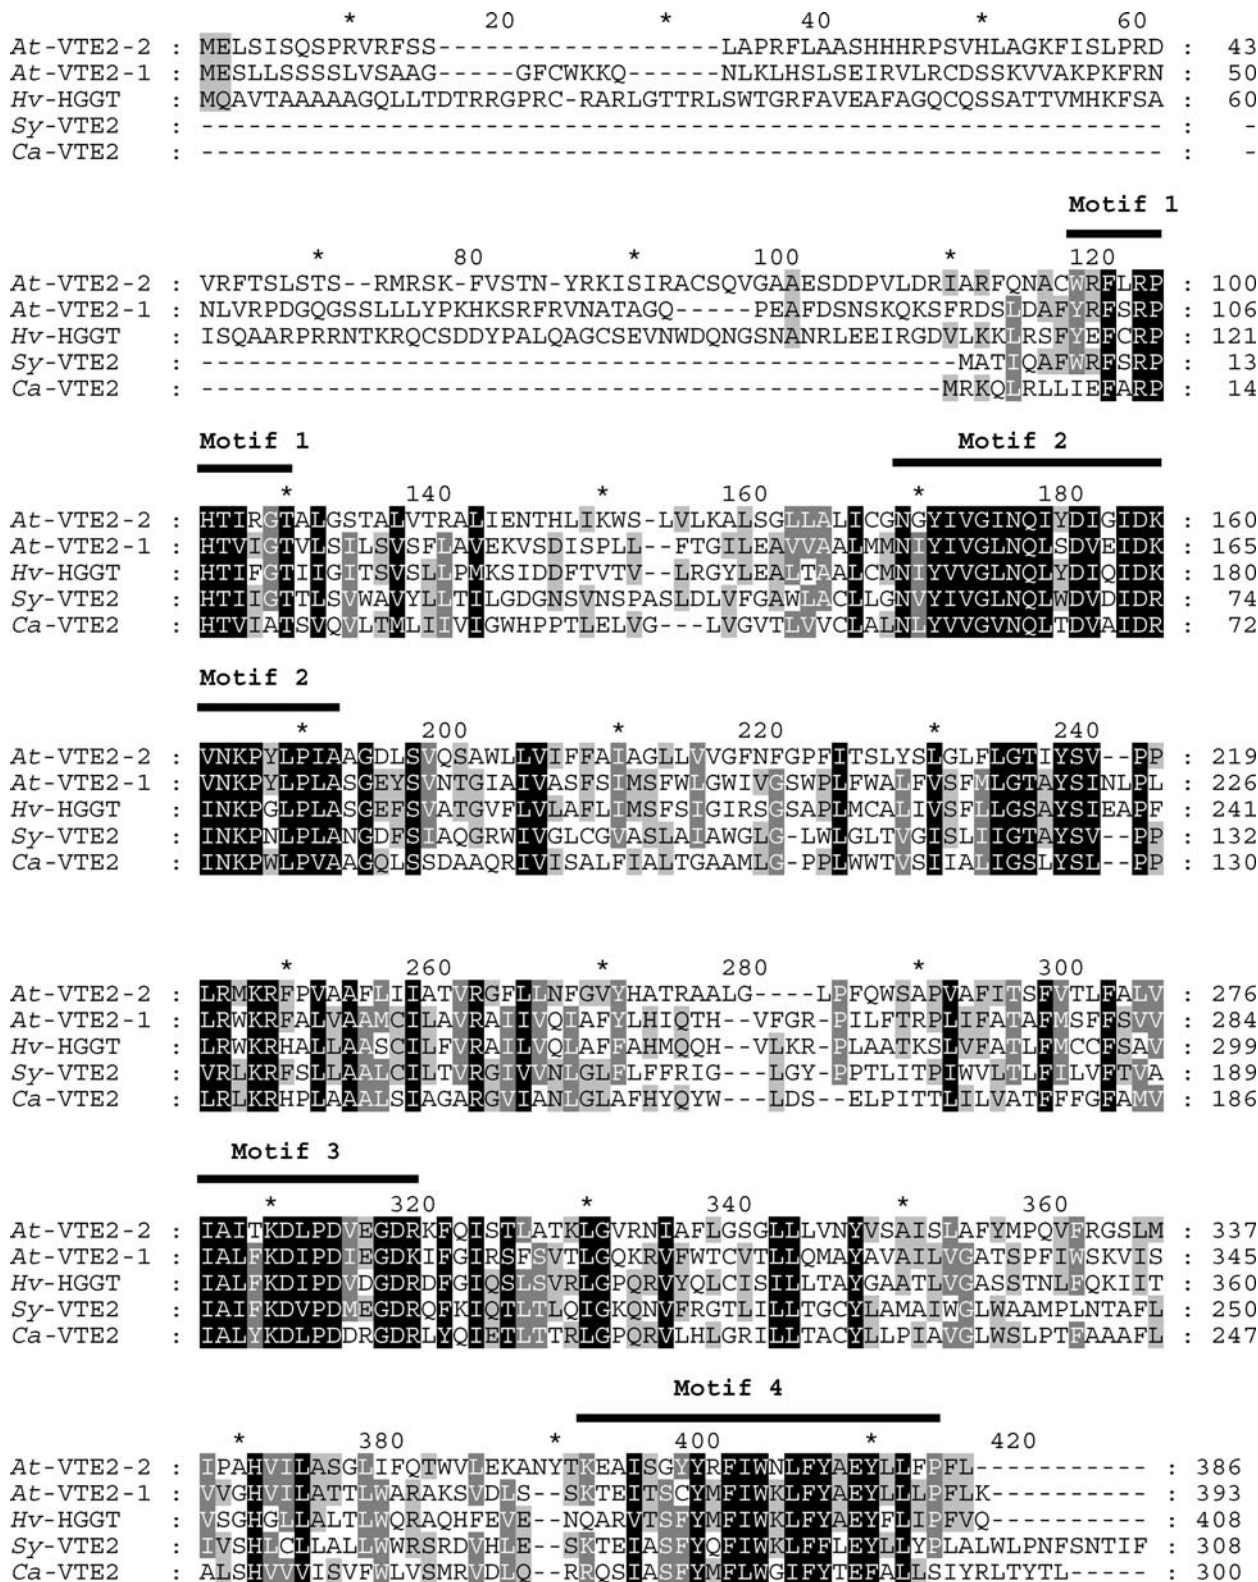 * 20 * 40 * 60
At-VTE2-2 : MELSISQSPRVRFSS------------------LAPRFLAASHHHRPSVHLAGKFISLPRD : 43
At-VTE2-1 : MESLLSSSSLVSAAG-----GFCWKKQ------NLKLHSLSEIRVLRCDSSKVVAKPKFRN : 50
Hv-HGGT : MQAVTAAAAAGQLLTDTRRGPRC-RARLGTTRLSWTGRFAVEAFAGQCQSSATTVMHKFSA : 60
Sy-VTE2 : ------------------------------------------------------------- : -
Ca-VTE2 : ------------------------------------------------------------- : -
Motif 1
* 80 * 100 * 120
At-VTE2-2 : VRFTSLSTS--RMRSK-FVSTN-YRKISIRACSQVGAAESDDPVLDRIARFQNACWRFLRP : 100
At-VTE2-1 : NLVRPDGQGSSLLLYPKHKSRFRVNATAGQ-----PEAFDSNSKQKSFRDSLDAFYRFSRP : 106
Hv-HGGT : ISQAARPRRNTKRQCSDDYPALQAGCSEVNWDQNGSNANRLEEIRGDVLKKLRSFYEFCRP : 121
Sy-VTE2 : ------------------------------------------------MATIQAFWRFSRP : 13
Ca-VTE2 : -----------------------------------------------MRKQLRLLIEFARP : 14
Motif 1 Motif 2
* 140 * 160 * 180
At-VTE2-2 : HTIRGTALGSTALVTRALIENTHLIKWS-LVLKALSGLLALICGNGYIVGINQIYDIGIDK : 160
At-VTE2-1 : HTVIGTVLSILSVSFLAVEKVSDISPLL--FTGILEAVVAALMMNIYIVGLNQLSDVEIDK : 165
Hv-HGGT : HTIFGTIIGITSVSLLPMKSIDDFTVTV--LRGYLEALTAALCMNIYVVGLNQLYDIQIDK : 180
Sy-VTE2 : HTIIGTTLSVWAVYLLTILGDGNSVNSPASLDLVFGAWLACLLGNVYIVGLNQLWDVDIDR : 74
Ca-VTE2 : HTVIATSVQVLTMLIIVIGWHPPTLELVG---LVGVTLVVCLALNLYVVGVNQLTDVAIDR : 72
Motif 2
* 200 * 220 * 240
At-VTE2-2 : VNKPYLPIAAGDLSVQSAWLLVIFFAIAGLLVVGFNFGPFITSLYSLGLFLGTIYSV--PP : 219
At-VTE2-1 : VNKPYLPLASGEYSVNTGIAIVASFSIMSFWLGWIVGSWPLFWALFVSFMLGTAYSINLPL : 226
Hv-HGGT : INKPGLPLASGEFSVATGVFLVLAFLIMSFSIGIRSGSAPLMCALIVSFLLGSAYSIEAPF : 241
Sy-VTE2 : INKPNLPLANGDFSIAQGRWIVGLCGVASLAIAWGLG-LWLGLTVGISLIIGTAYSV--PP : 132
Ca-VTE2 : INKPWLPVAAGQLSSDAAQRIVISALFIALTGAAMLG-PPLWWTVSIIALIGSLYSL--PP : 130
* 260 * 280 * 300
At-VTE2-2 : LRMKRFPVAAFLIIATVRGFLLNFGVYHATRAALG----LPFQWSAPVAFITSFVTLFALV : 276
At-VTE2-1 : LRWKRFALVAAMCILAVRAIIVQIAFYLHIQTH--VFGR-PILFTRPLIFATAFMSFFSVV : 284
Hv-HGGT : LRWKRHALLAASCILFVRAILVQLAFFAHMQQH--VLKR-PLAATKSLVFATLFMCCFSAV : 299
Sy-VTE2 : VRLKRFSLLAALCILTVRGIVVNLGLFLFFRIG---LGY-PPTLITPIWVLTLFILVFTVA : 189
Ca-VTE2 : LRLKRHPLAAALSIAGARGVIANLGLAFHYQYW---LDS--ELPITTLILVATFFFGFAMV : 186
Motif 3
* 320 * 340 * 360
At-VTE2-2 : IAITKDLPDVEGDRKFQISTLATKLGVRNIAFLGSGLLLVNYVSAISLAFYMPQVFRGSLM : 337
At-VTE2-1 : IALFKDIPDIEGDKIFGIRSFSVTLGQKRVFWTCVTLLQMAYAVAILVGATSPFIWSKVIS : 345
Hv-HGGT : IALFKDIPDVDGDRDFGIQSLSVRLGPQRVYQLCISILLTAYGAATLVGASSTNLFQKIIT : 360
Sy-VTE2 : IAIFKDVPDMEGDRQFKIQTLTLQIGKQNVFRGTLILLTGCYLAMAIWGLWAAMPLNTAFL : 250
Ca-VTE2 : IALYKDLPDDRGDRLYQIETLTTRLGPQRVLHLGRILLTACYLLPIAVGLWSLPTFAAAFL : 247
Motif 4
* 380 * 400 * 420
At-VTE2-2 : IPAHVILASGLIFQTWVLEKANYTKEAISGYYRFIWNLFYAEYLLFPFL----------- : 386
At-VTE2-1 : VVGHVILATTLWARAKSVDLS--SKTEITSCYMFIWKLFYAEYLLLPFLK---------- : 393
Hv-HGGT : VSGHGLLALTLWQRAQHFEVE--NQARVTSFYMFIWKLFYAEYFLIPFVQ---------- : 408
Sy-VTE2 : IVSHLCLLALLWWRSRDVHLE--SKTEIASFYQFIWKLFFLEYLLYPLALWLPNFSNTIF : 308
Ca-VTE2 : ALSHVVVISVFWLVSMRVDLQ--RRQSIASFYMFLWGIFYTEFALLSIYRLTYTL----- : 300